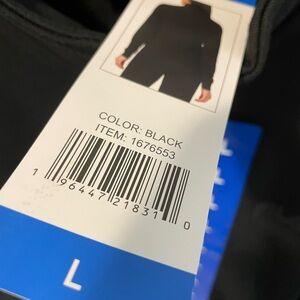 COLOR: BLACK
ITEM: 1676553
1 96447 21831 0
L